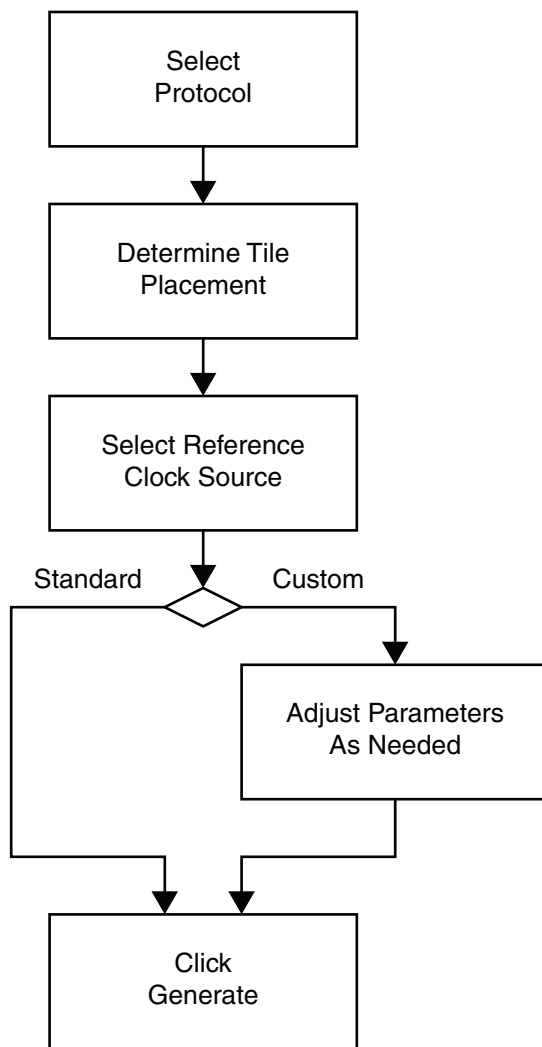 Select
Protocol
Determine Tile
Placement
Select Reference
Clock Source
Standard
Custom
Adjust Parameters
As Needed
Click
Generate